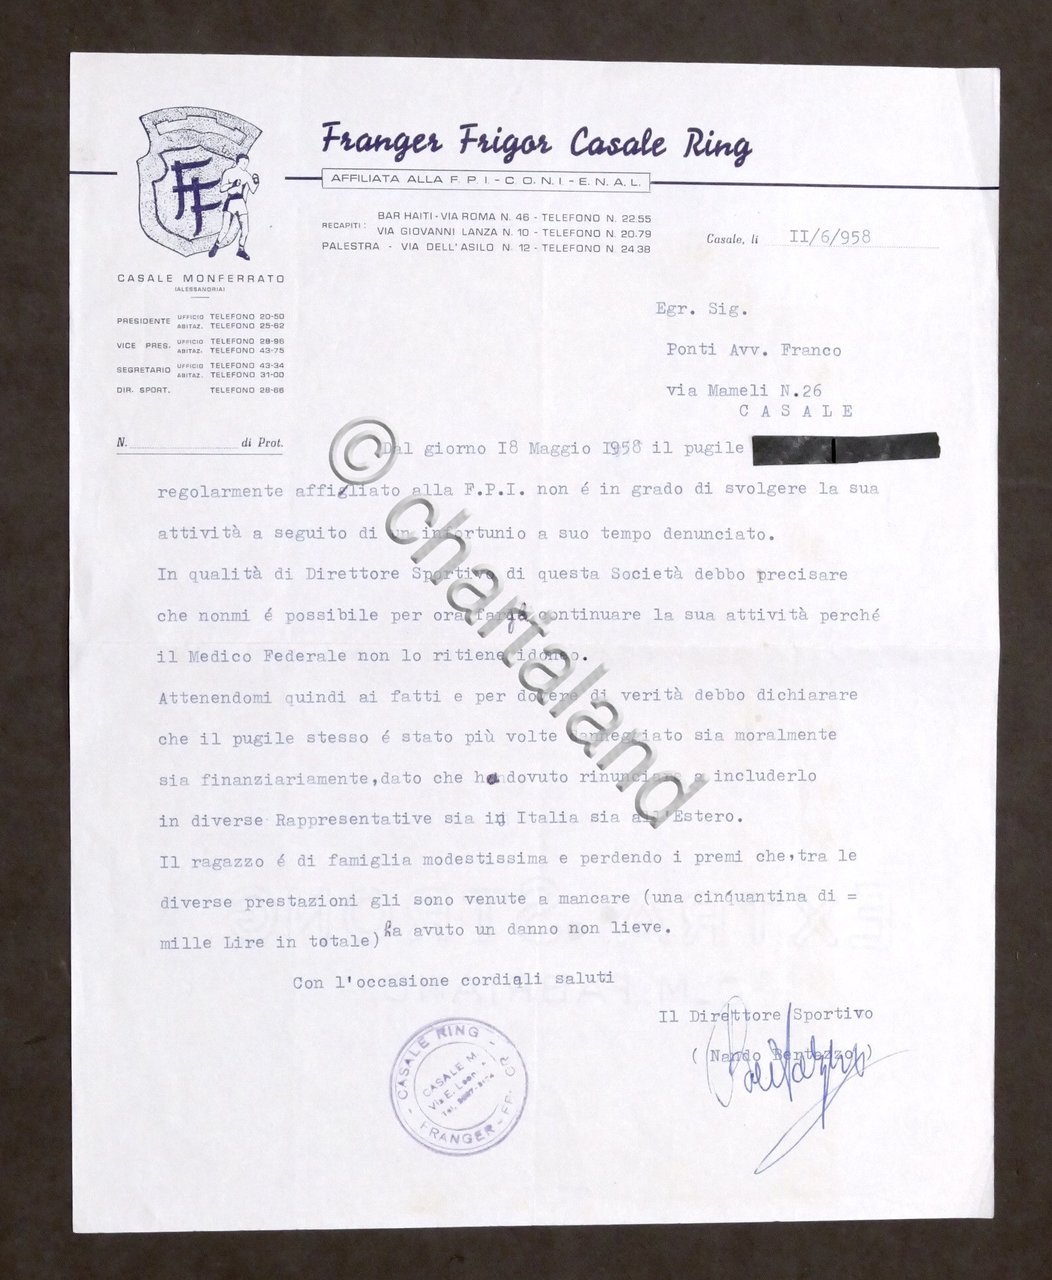 FF
Franger Frigor Casale Ring
AFFILIATA ALLA F. P. I - C O. N. I - E. N. A. L.
RECAPITI:
BAR HAITI - VIA ROMA N. 46 - TELEFONO N. 22.55
VIA GIOVANNI LANZA N. 10 - TELEFONO N. 20.79
PALESTRA - VIA DELL'ASILO N. 12 - TELEFONO N. 24.38
Casale, li II/6/958
CASALE MONFERRATO
(ALESSANDRIA)
PRESIDENTE UFFICIO TELEFONO 20-50
ABITAZ. TELEFONO 25-62
VICE PRES. UFFICIO TELEFONO 28-96
ABITAZ. TELEFONO 43-75
SEGRETARIO UFFICIO TELEFONO 43-34
ABITAZ. TELEFONO 31-00
DIR. SPORT. TELEFONO 28-66
N. di Prot.
Egr. Sig.
Ponti Avv. Franco
via Mameli N.26
C A S A L E
Dal giorno I8 Maggio I958 il pugile
regolarmente affigliato alla F.P.I. non é in grado di svolgere la sua
attività a seguito di un infortunio a suo tempo denunciato.
In qualità di Direttore Sportivo di questa Società debbo precisare
che nonmi é possibile per ora fargli continuare la sua attività perché
il Medico Federale non lo ritiene idoneo.
Attenendomi quindi ai fatti e per dovere di verità debbo dichiarare
che il pugile stesso é stato più volte danneggiato sia moralmente
sia finanziariamente,dato che ho dovuto rinunciare a includerlo
in diverse Rappresentative sia in Italia sia all'Estero.
Il ragazzo é di famiglia modestissima e perdendo i premi che,tra le
diverse prestazioni gli sono venute a mancare (una cinquantina di =
mille Lire in totale) ha avuto un danno non lieve.
Con l'occasione cordiali saluti
Il Direttore Sportivo
( Nando Bertazzo )
CASALE RING - FRANGER - FRIGOR
CASALE M.
© chartaland